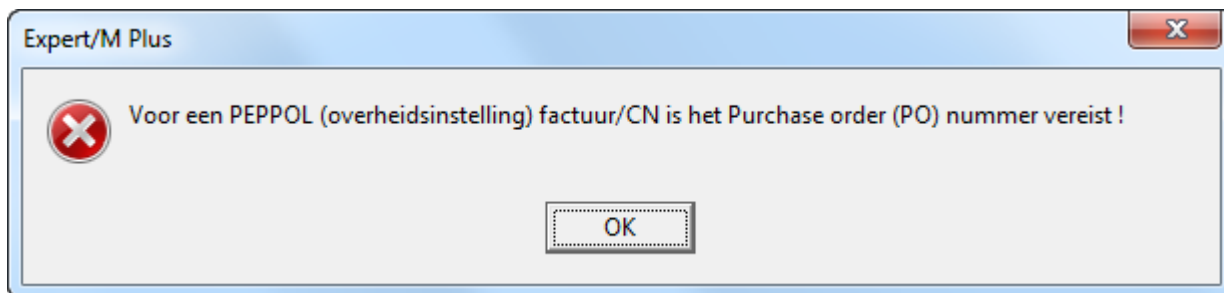 Expert/M Plus
Voor een PEPPOL (overheidsinstelling) factuur/CN is het Purchase order (PO) nummer vereist !
OK